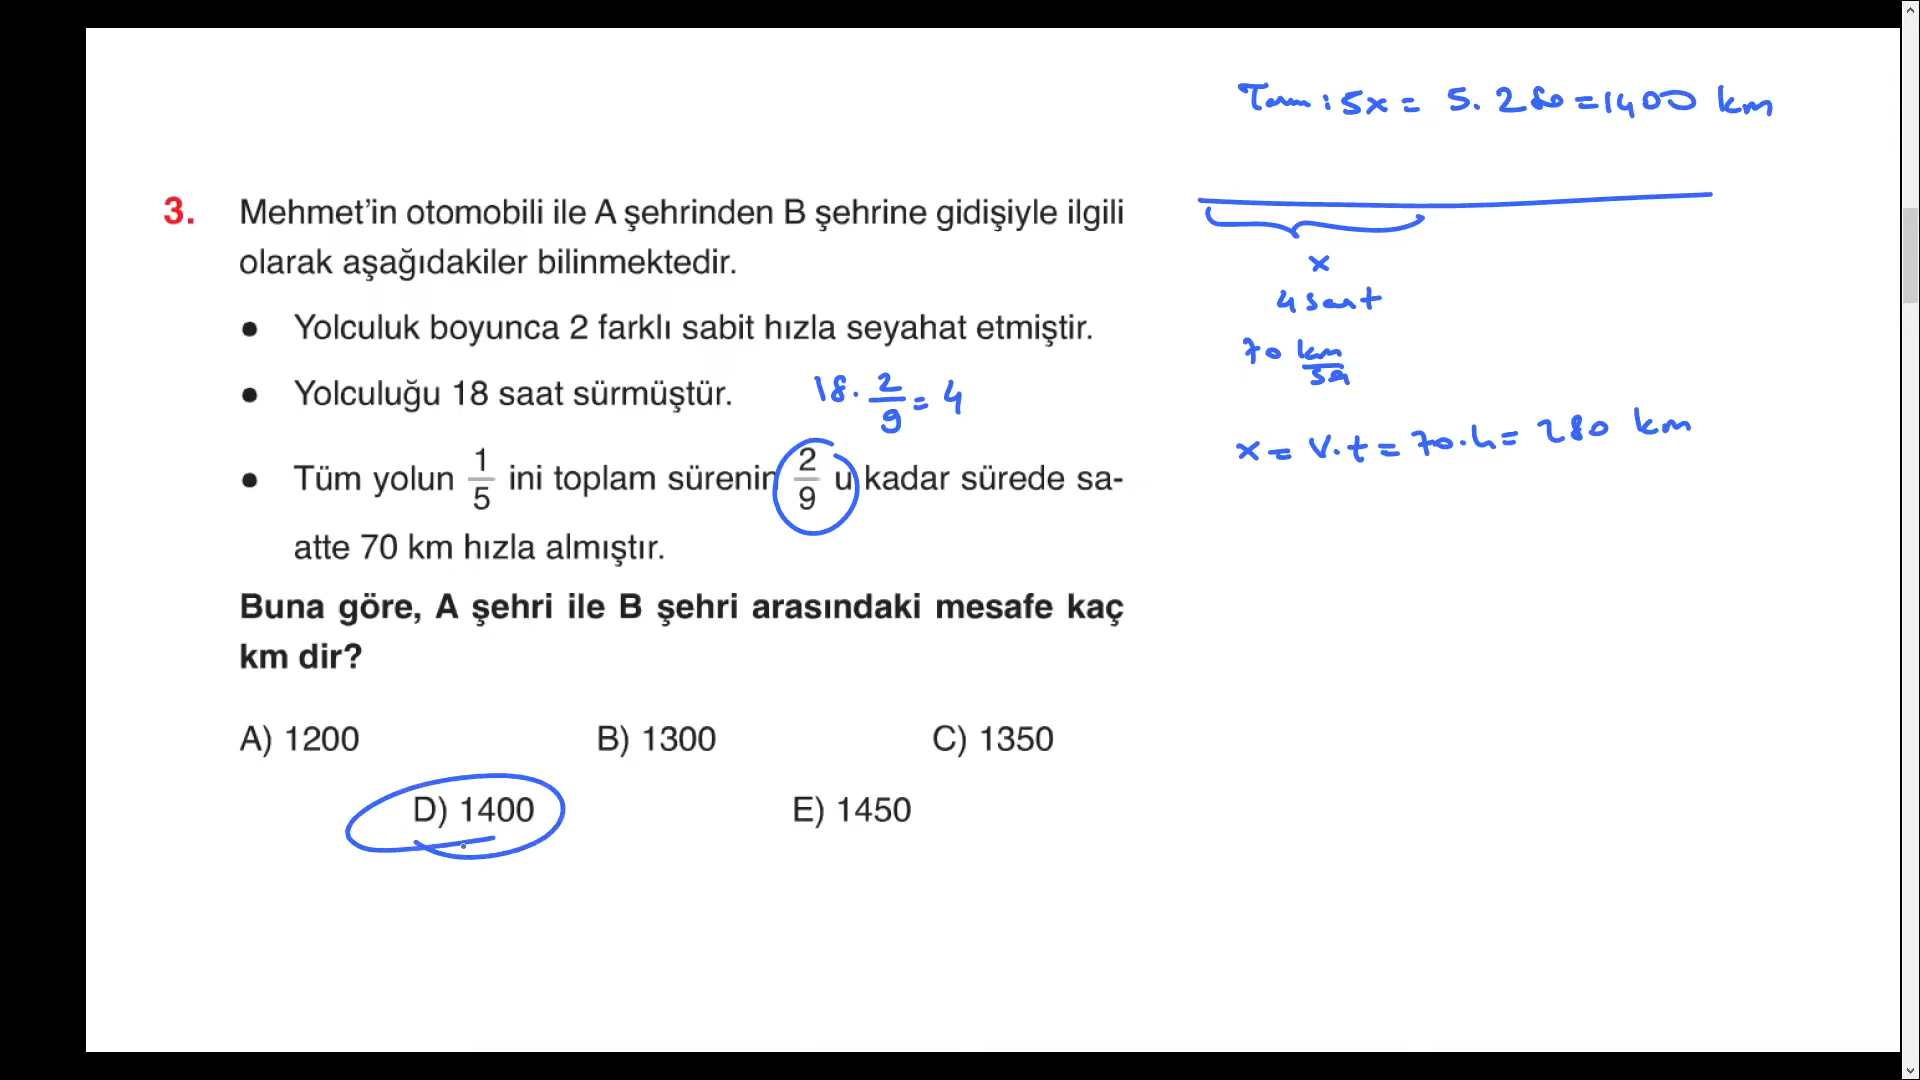 Tamı: 5x = 5.280 = 1400 km
3. Mehmet’in otomobili ile A şehrinden B şehrine gidişiyle ilgili
olarak aşağıdakiler bilinmektedir.
● Yolculuk boyunca 2 farklı sabit hızla seyahat etmiştir.
● Yolculuğu 18 saat sürmüştür.
18 . 2/9 = 4
● Tüm yolun 1/5 ini toplam sürenin 2/9 u kadar sürede sa-
atte 70 km hızla almıştır.
Buna göre, A şehri ile B şehri arasındaki mesafe kaç
km dir?
A) 1200 B) 1300 C) 1350
D) 1400 E) 1450
x
4 saat
70 km/sa
x = V.t = 70.4 = 280 km